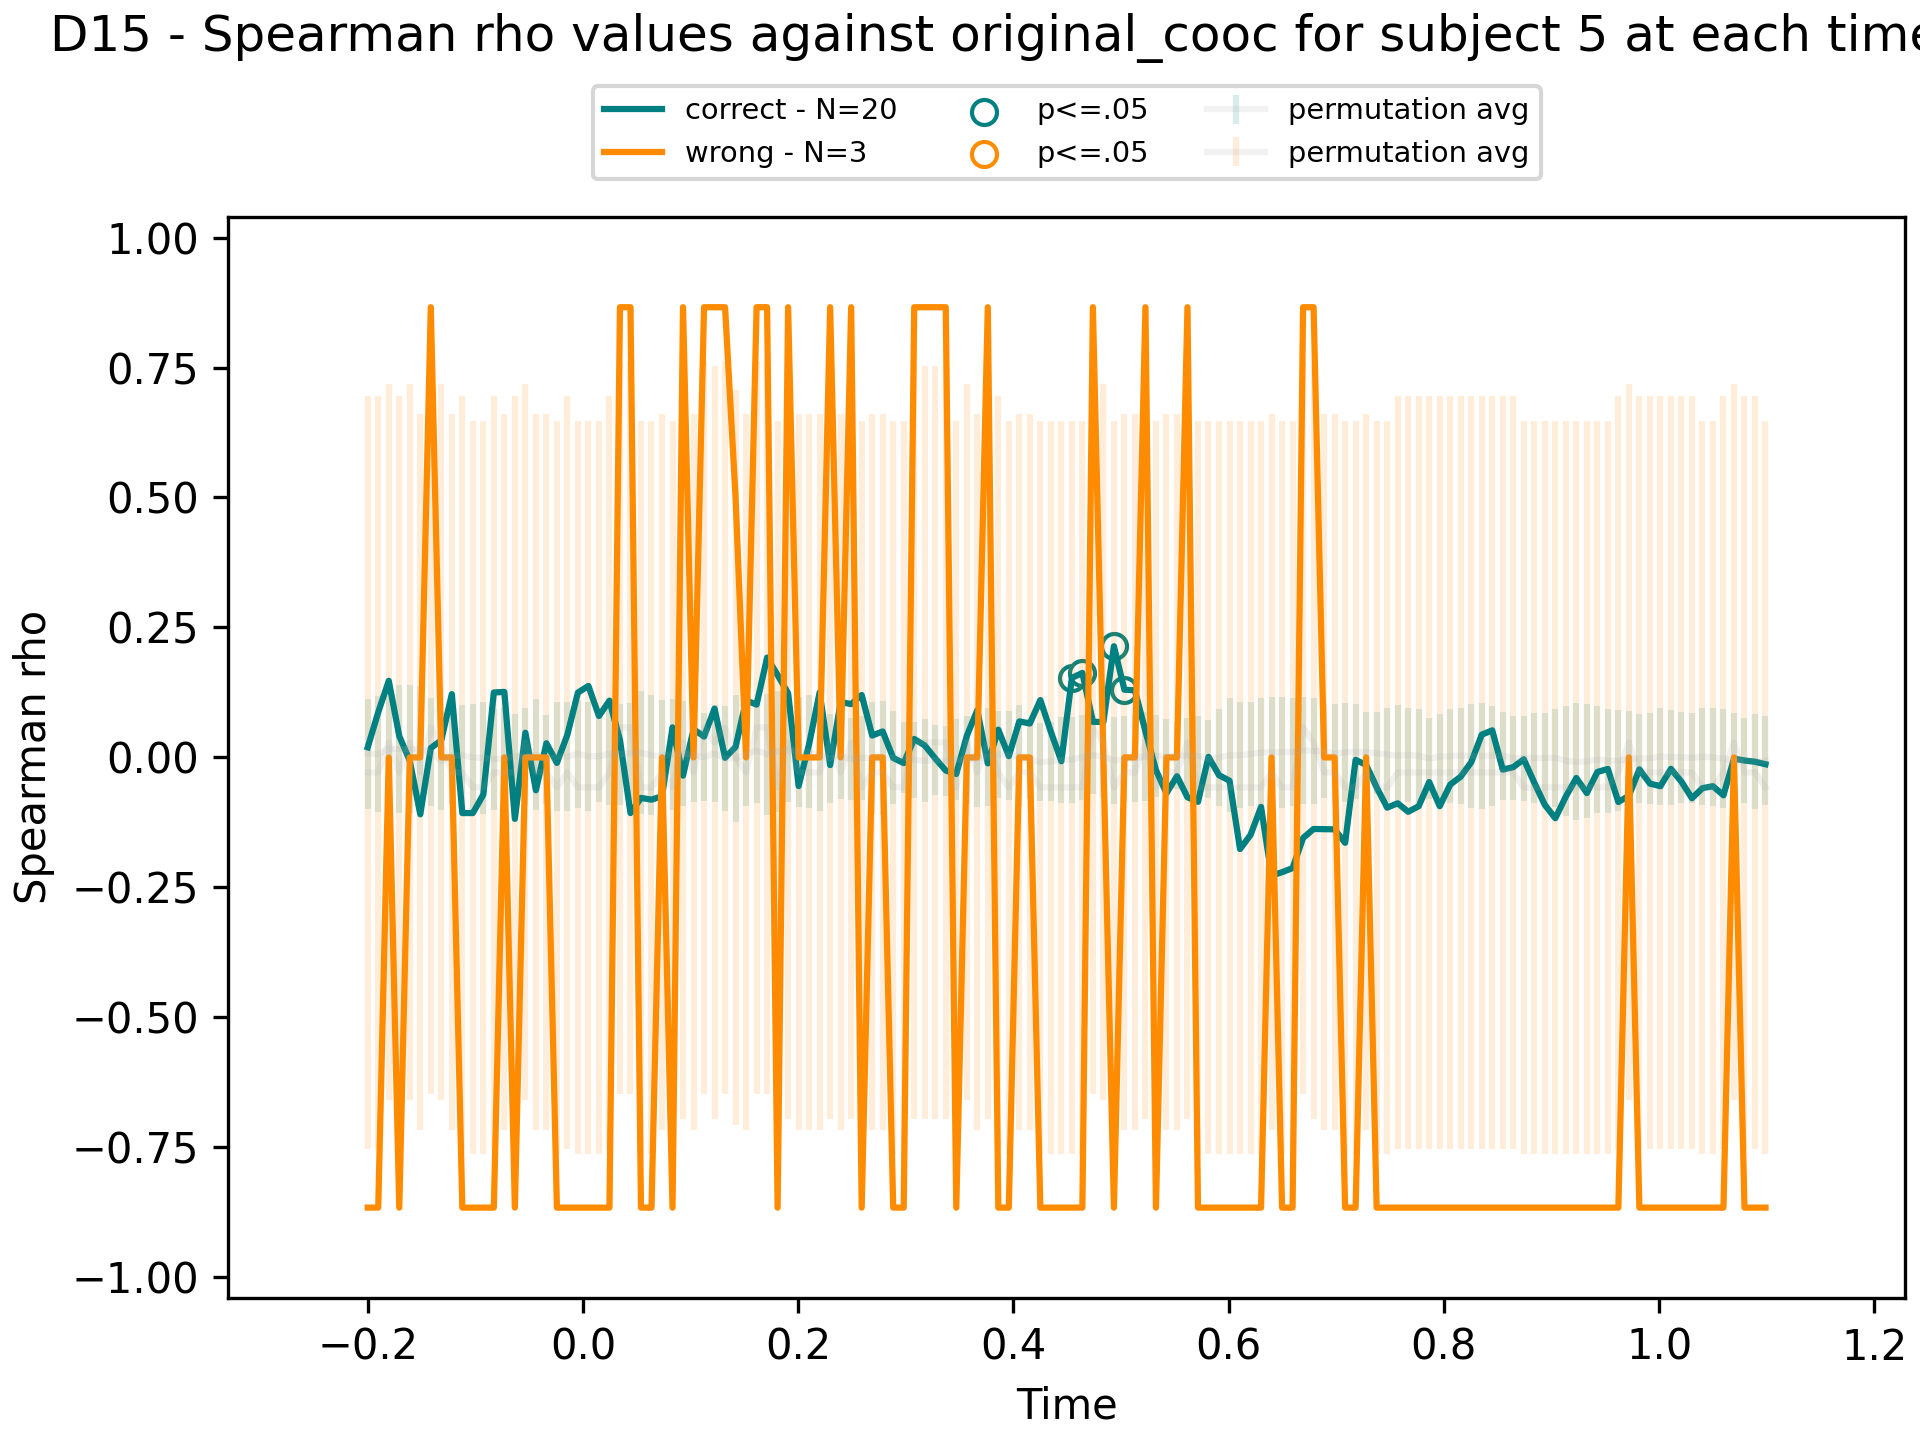 D15 - Spearman rho values against original_cooc for subject 5 at each time
correct - N=20 p<=.05 permutation avg
wrong - N=3 p<=.05 permutation avg
1.00
0.75
0.50
0.25
0.00
−0.25
−0.50
−0.75
−1.00
Spearman rho
−0.2 0.0 0.2 0.4 0.6 0.8 1.0 1.2
Time